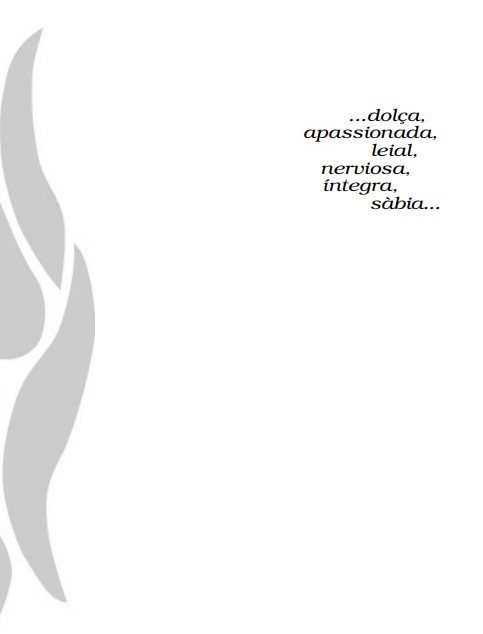 ...dolça,
apassionada,
leial,
nerviosa,
íntegra,
sàbia...